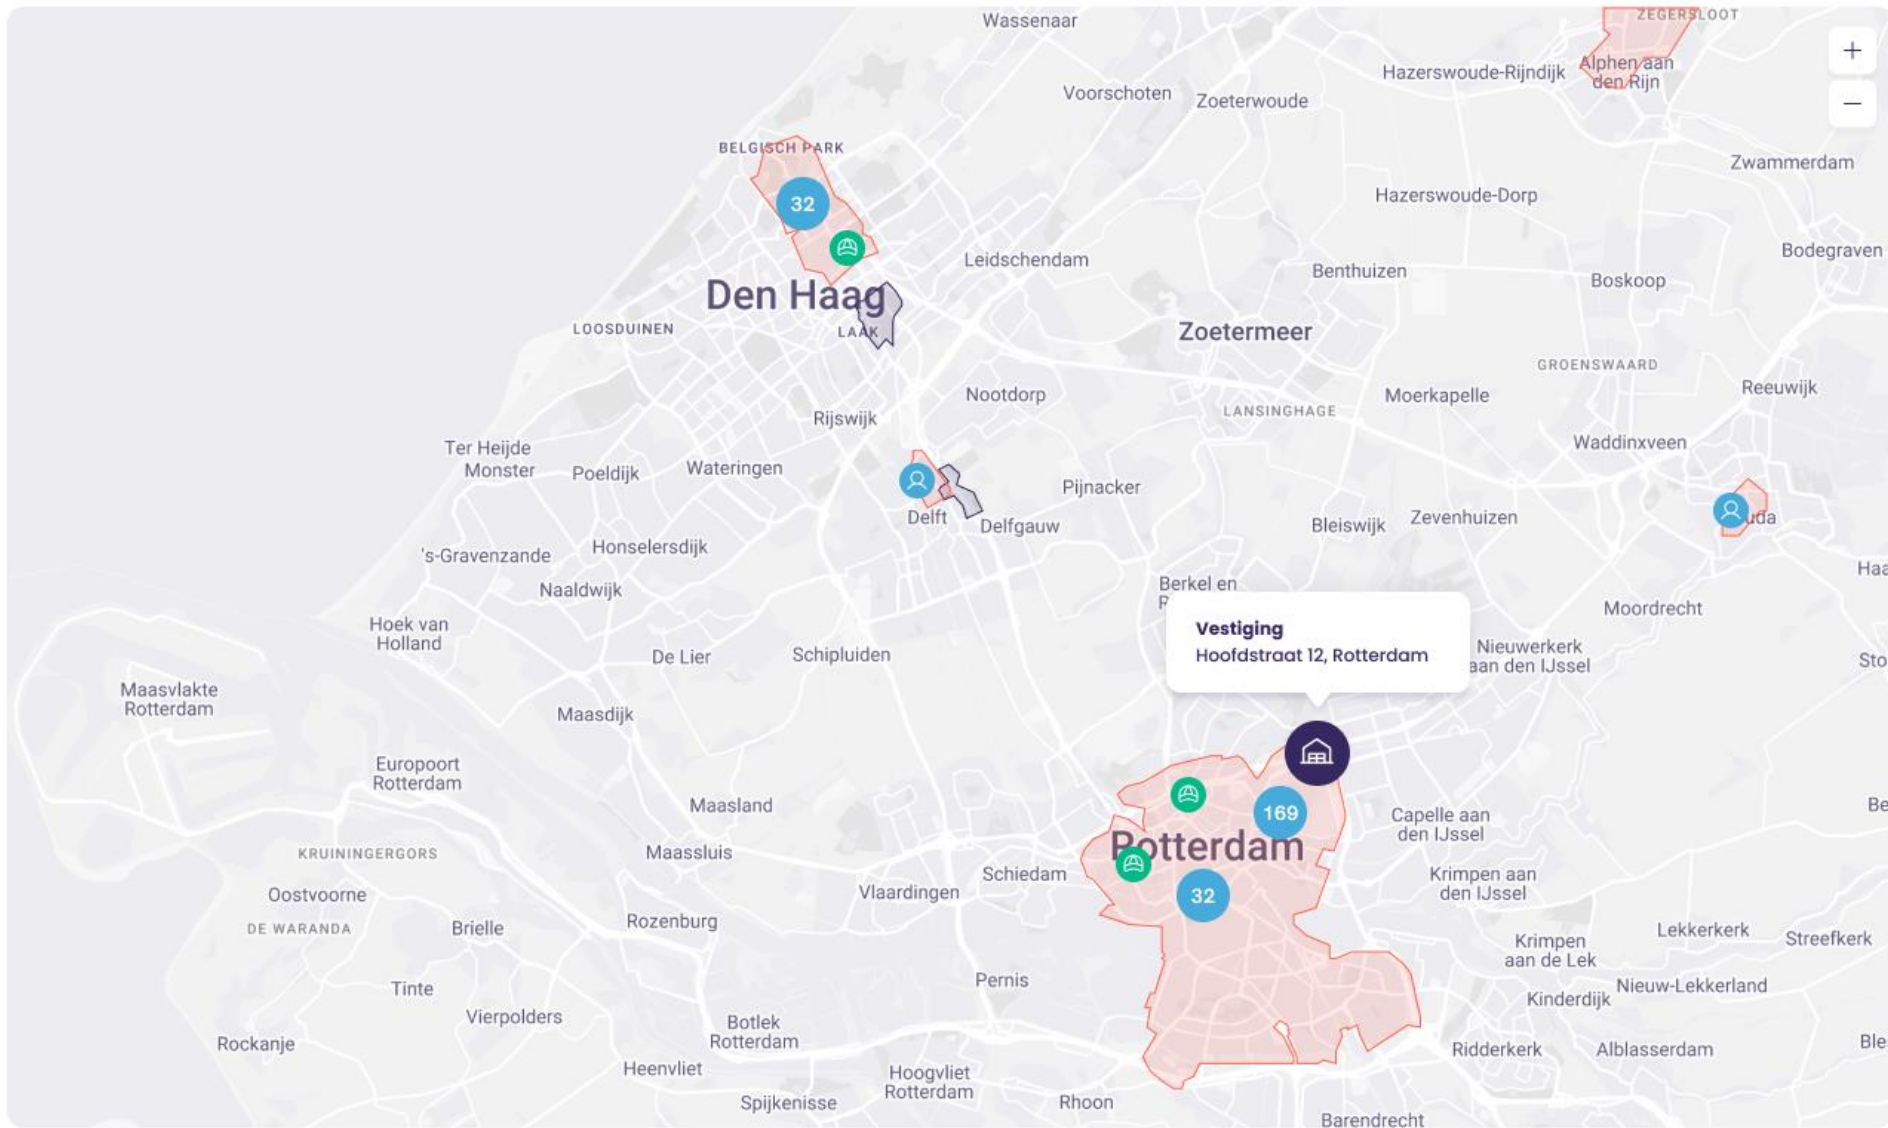 Wassenaar
ZEGERSLOOT
Alphen aan
den Rijn
Hazerswoude-Rijndijk
Voorschoten
Zoeterwoude
+
−
BELGISCH PARK
Zwammerdam
32
Hazerswoude-Dorp
Leidschendam
Bodegraven
Benthuizen
Boskoop
Den Haag
LOOSDUINEN
LAAK
Zoetermeer
GROENSWAARD
Reeuwijk
Nootdorp
Moerkapelle
LANSINGHAGE
Rijswijk
Waddinxveen
Ter Heijde
Monster
Poeldijk
Wateringen
Pijnacker
Delft
Delfgauw
Bleiswijk
Zevenhuizen
uda
's-Gravenzande
Honselersdijk
Haa
Naaldwijk
Berkel en
Moordrecht
Hoek van
Holland
Vestiging
Hoofdstraat 12, Rotterdam
Nieuwerkerk
aan den IJssel
De Lier
Schipluiden
Sto
Maasvlakte
Rotterdam
Maasdijk
Europoort
Rotterdam
Maasland
Be
169
Capelle aan
den IJssel
Rotterdam
KRUININGERGORS
Maassluis
Schiedam
Krimpen aan
den IJssel
Oostvoorne
Vlaardingen
32
DE WARANDA
Brielle
Rozenburg
Lekkerkerk
Streefkerk
Krimpen
aan de Lek
Pernis
Nieuw-Lekkerland
Tinte
Kinderdijk
Vierpolders
Botlek
Rotterdam
Rockanje
Ridderkerk
Alblasserdam
Ble
Heenvliet
Hoogvliet
Rotterdam
Spijkenisse
Rhoon
Barendrecht